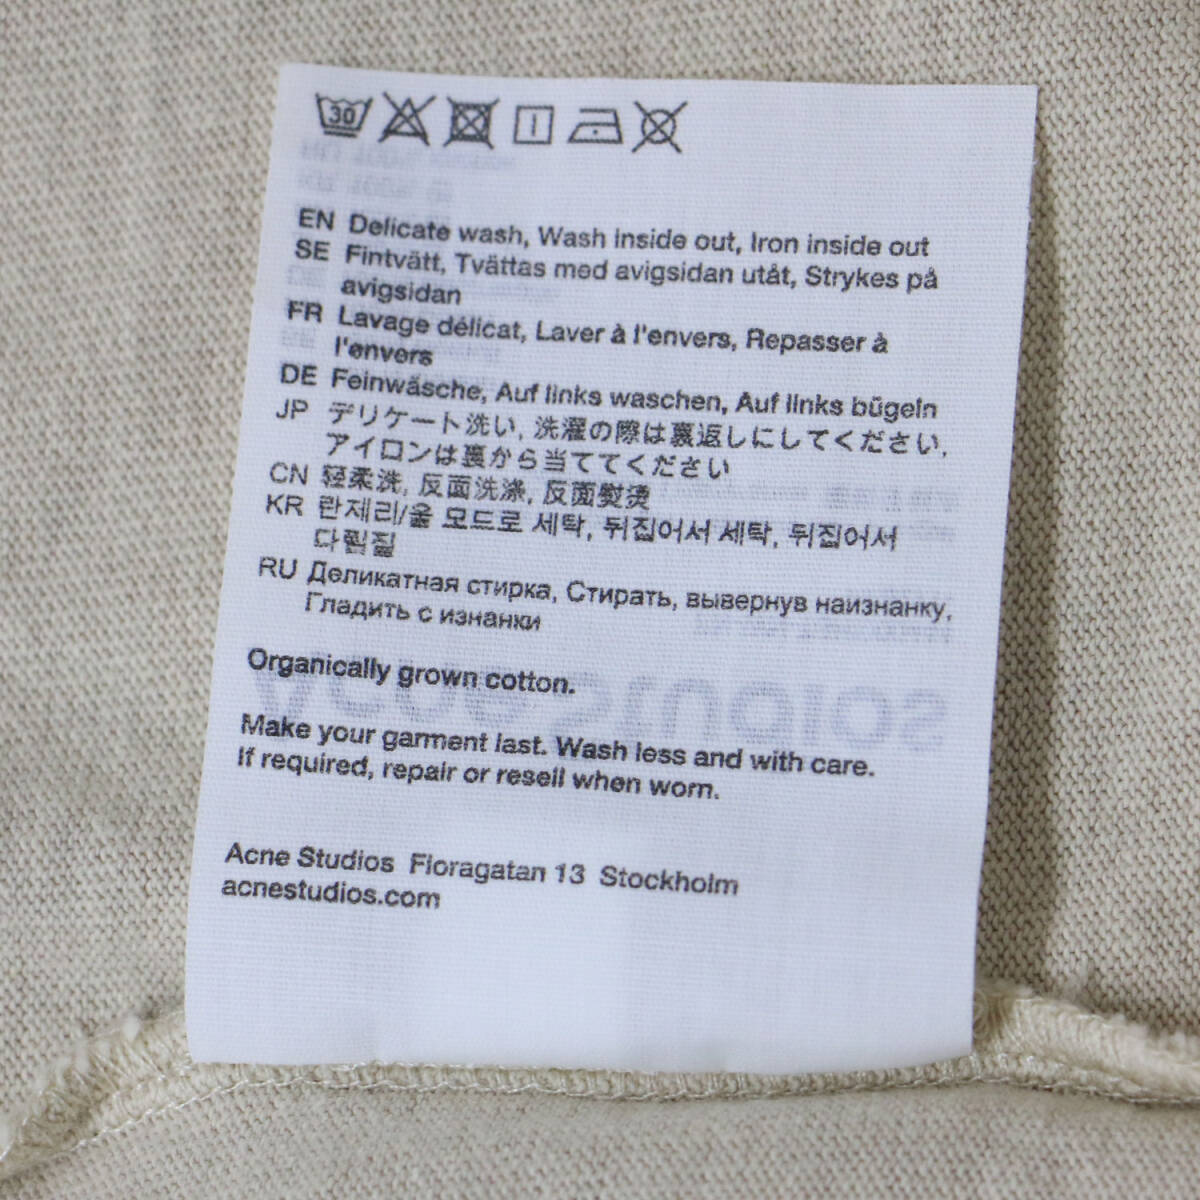 30
EN Delicate wash, Wash inside out, Iron inside out
SE Fintvätt, Tvättas med avigsidan utåt, Strykes på
avigsidan
FR Lavage délicat, Laver à l'envers, Repasser à
l'envers
DE Feinwäsche, Auf links waschen, Auf links bügeln
JP デリケート洗い, 洗濯の際は裏返しにしてください,
アイロンは裏から当ててください
CN 轻柔洗, 反面洗涤, 反面熨烫
KR 란제리/울 모드로 세탁, 뒤집어서 세탁, 뒤집어서
다림질
RU Деликатная стирка, Стирать, вывернув наизнанку,
Гладить с изнанки
Organically grown cotton.
Make your garment last. Wash less and with care.
If required, repair or resell when worn.
Acne Studios Floragatan 13 Stockholm
acnestudios.com